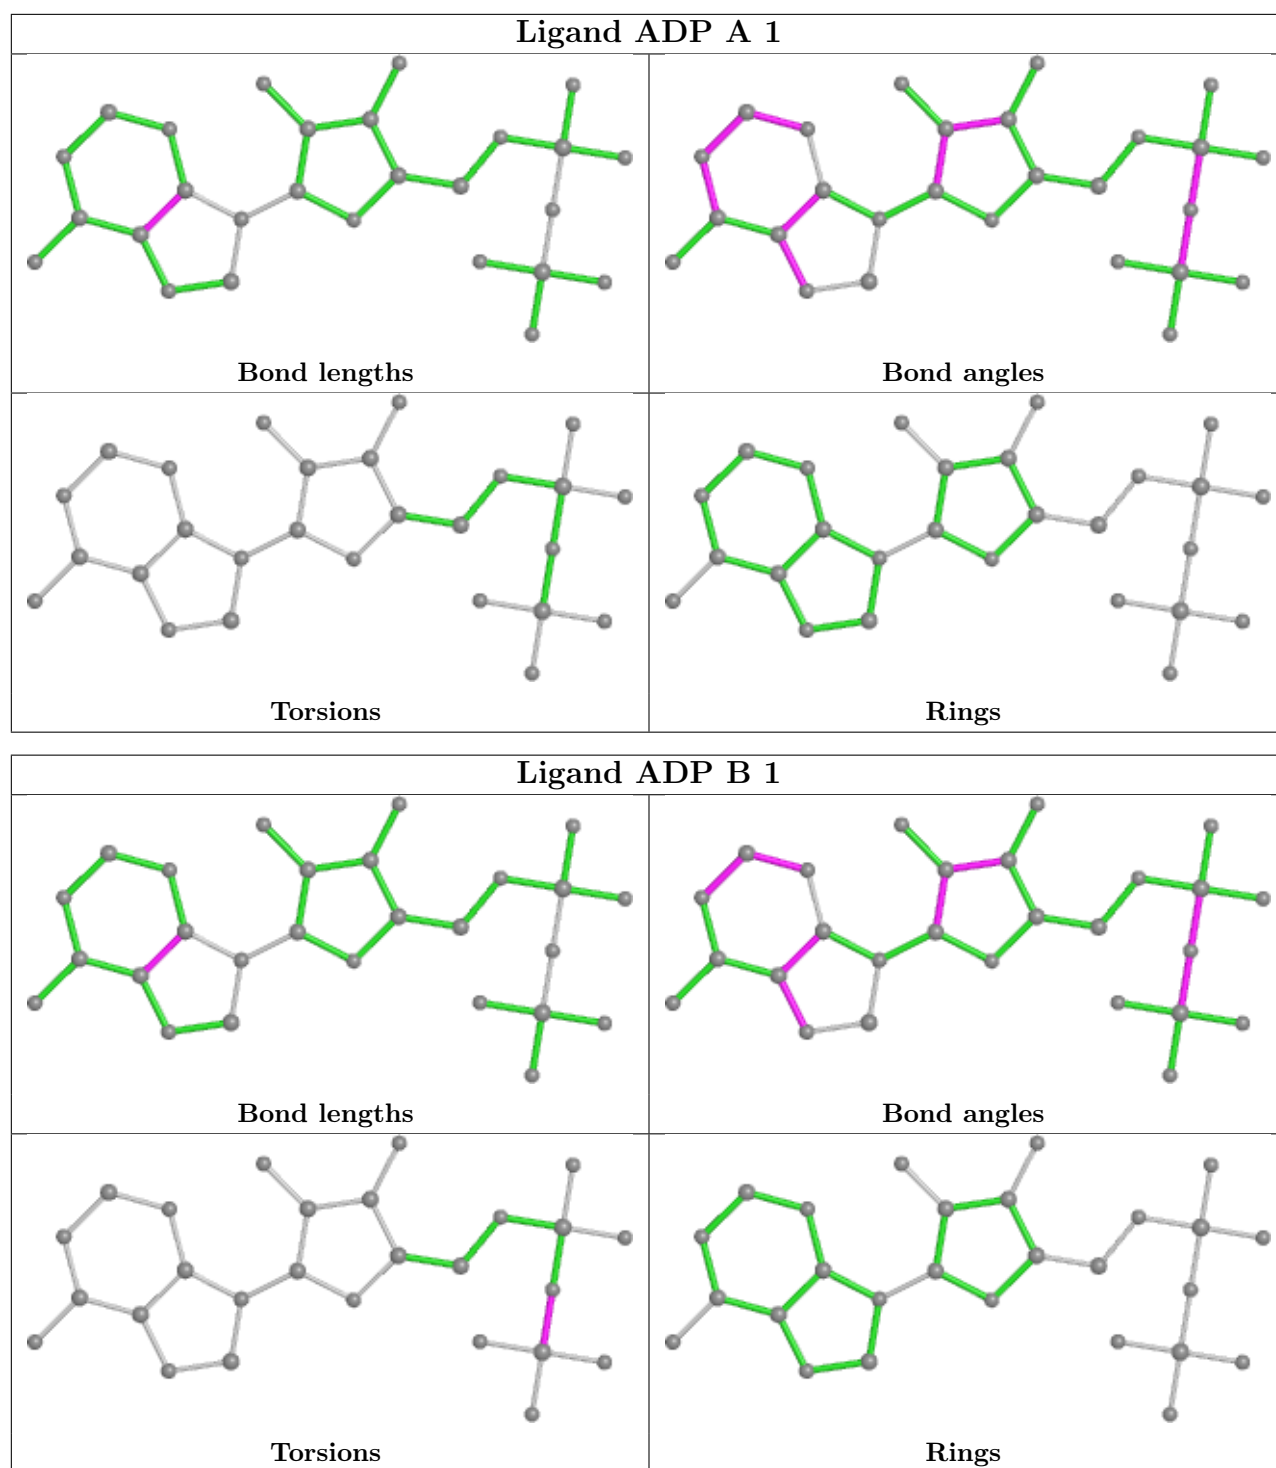 Ligand ADP A 1
Bond lengths
Bond angles
Torsions
Rings
Ligand ADP B 1
Bond lengths
Bond angles
Torsions
Rings